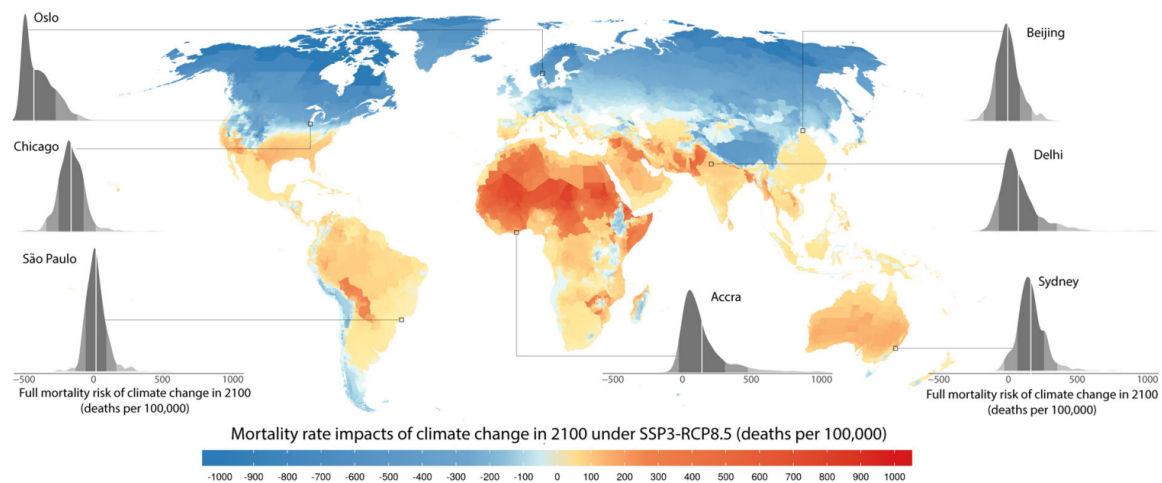 Oslo
Beijing
Chicago
Delhi
São Paulo
Accra
Sydney
−500 0 500 1000
Full mortality risk of climate change in 2100
(deaths per 100,000)
0 500 1000
−500 0 500 1000
Full mortality risk of climate change in 2100
(deaths per 100,000)
Mortality rate impacts of climate change in 2100 under SSP3-RCP8.5 (deaths per 100,000)
-1000 -900 -800 -700 -600 -500 -400 -300 -200 -100 0 100 200 300 400 500 600 700 800 900 1000